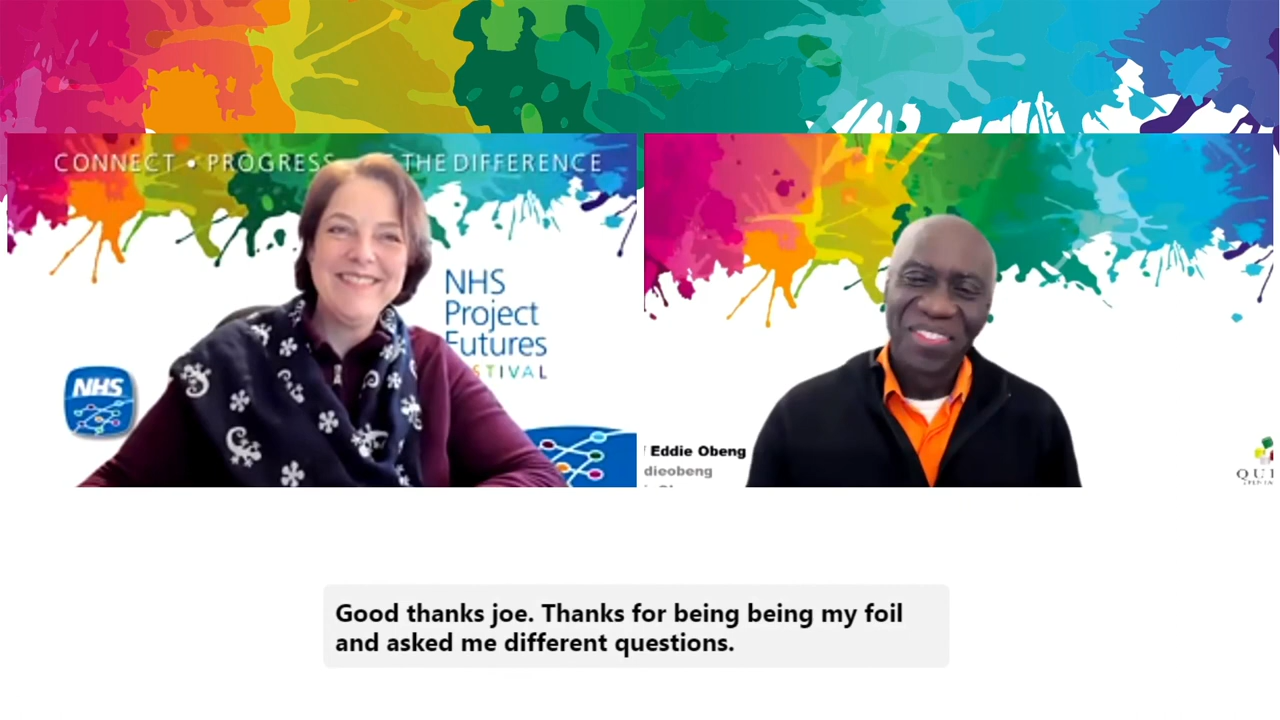 CONNECT • PROGRESS THE DIFFERENCE
NHS
Project
Futures
STIVAL
NHS
Eddie Obeng
dieobeng
QUI
Good thanks joe. Thanks for being being my foil
and asked me different questions.